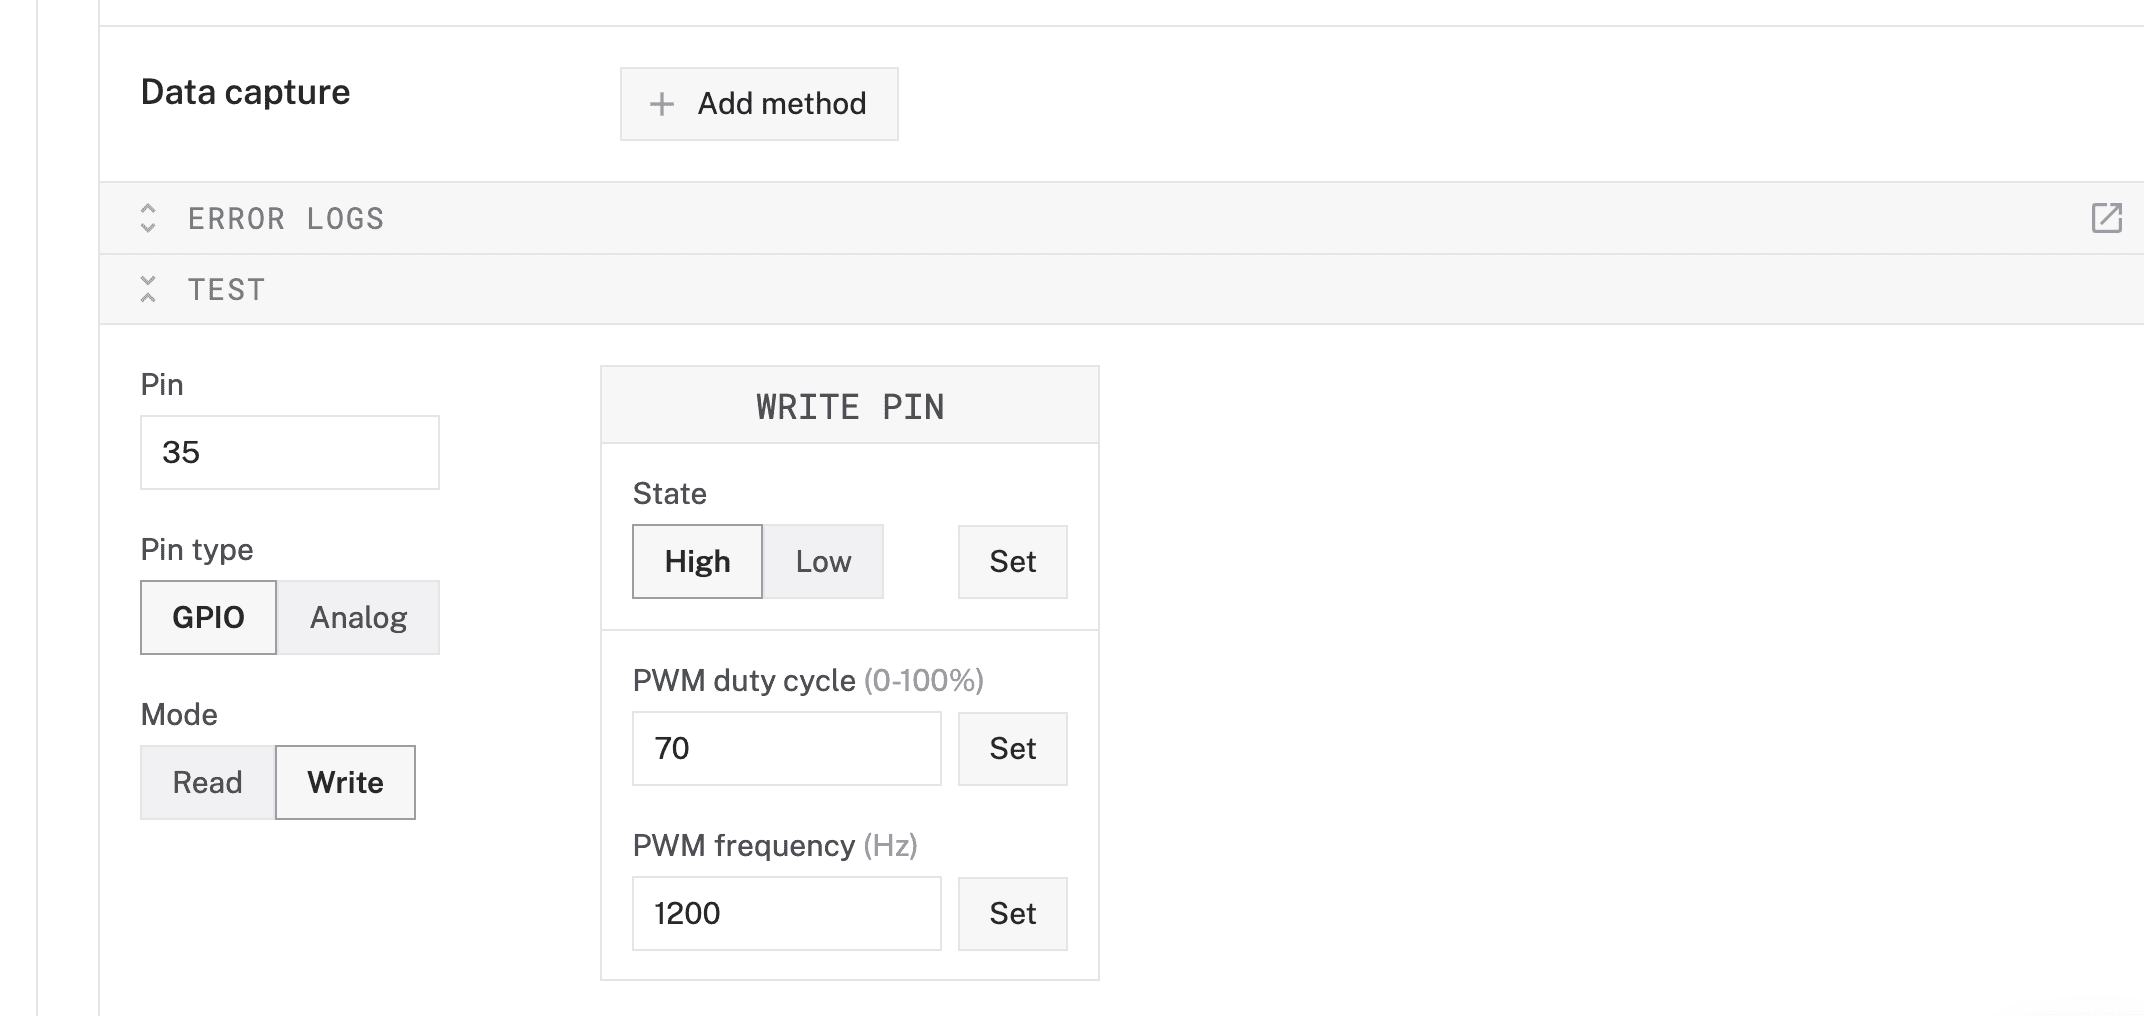 Data capture
Add method
ERROR LOGS
TEST
Pin
35
Pin type
GPIO Analog
Mode
Read Write
WRITE PIN
State
High Low Set
PWM duty cycle (0-100%)
70 Set
PWM frequency (Hz)
1200 Set